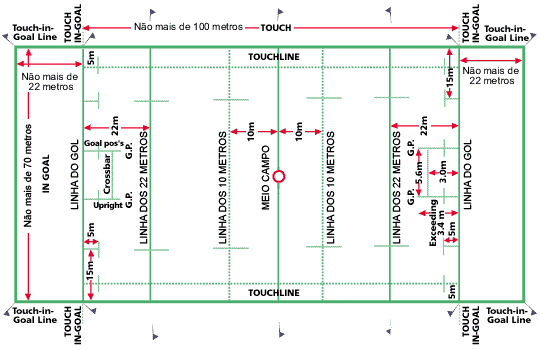 Touch-in-
Goal Line
TOUCH
IN-GOAL
Não mais de 100 metros
TOUCH
TOUCH
IN-GOAL
Touch-in-
Goal Line
5m
TOUCHLINE
Não mais de
22 metros
15m
Não mais de
22 metros
Não mais de 70 metros
IN GOAL
LINHA DO GOL
22m
Goal pos's
G.P.
Crossbar
G.P.
Upright
LINHA DOS 22 METROS
10m
LINHA DOS 10 METROS
MEIO CAMPO
10m
LINHA DOS 10 METROS
22m
LINHA DOS 22 METROS
G.P.
5.6m
3.0m
G.P.
Exceeding
3.4 m
LINHA DO GOL
5m
15m
5m
5m
TOUCHLINE
Touch-in-
Goal Line
TOUCH
IN-GOAL
TOUCH
IN-GOAL
Touch-in-
Goal Line